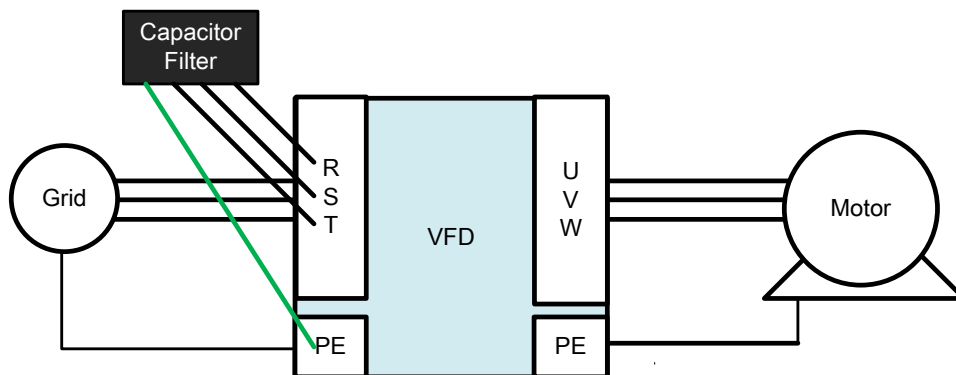 Capacitor
Filter
Grid
R
S
T
VFD
U
V
W
Motor
PE
PE